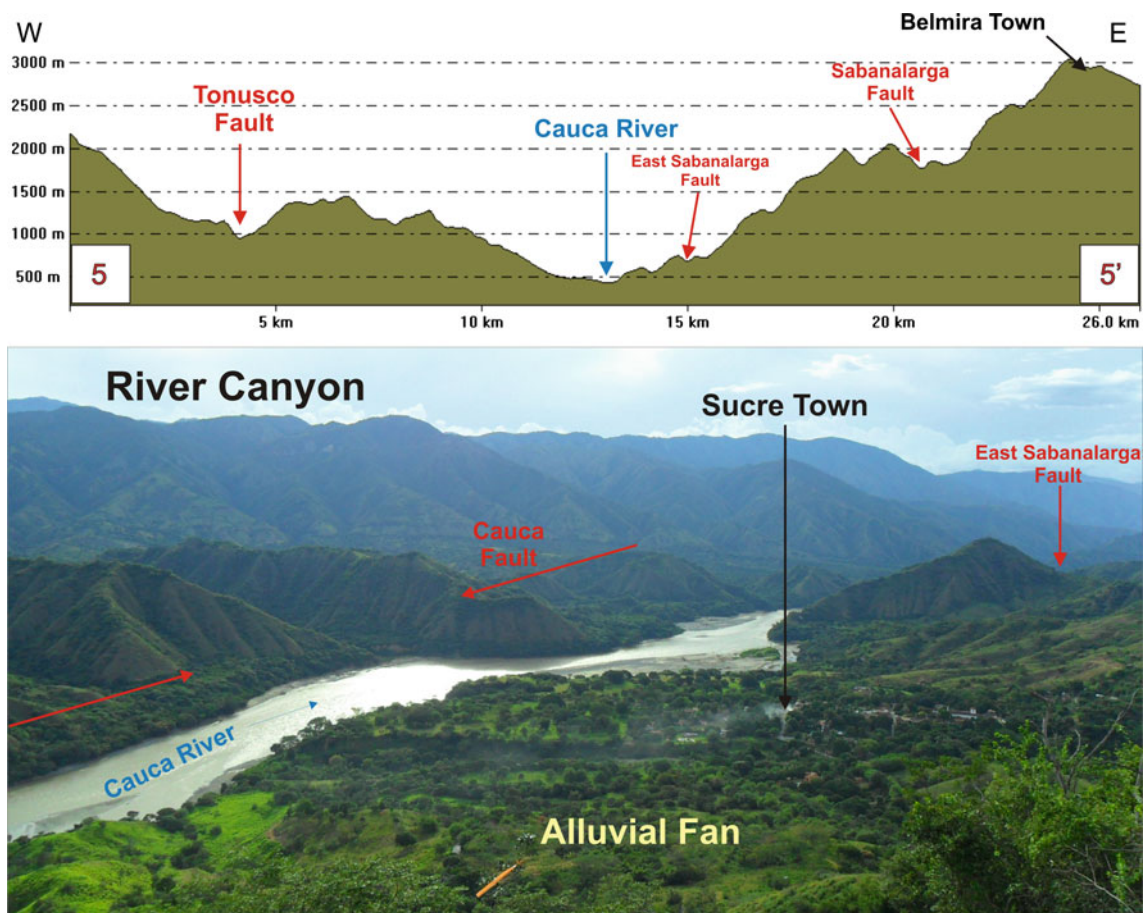 W
E
Belmira Town
3000 m
2500 m
2000 m
1500 m
1000 m
500 m
Tonusco
Fault
Cauca River
East Sabanalarga
Fault
Sabanalarga
Fault
5
5’
5 km
10 km
15 km
20 km
26.0 km
River Canyon
Sucre Town
East Sabanalarga
Fault
Cauca
Fault
Cauca River
Alluvial Fan